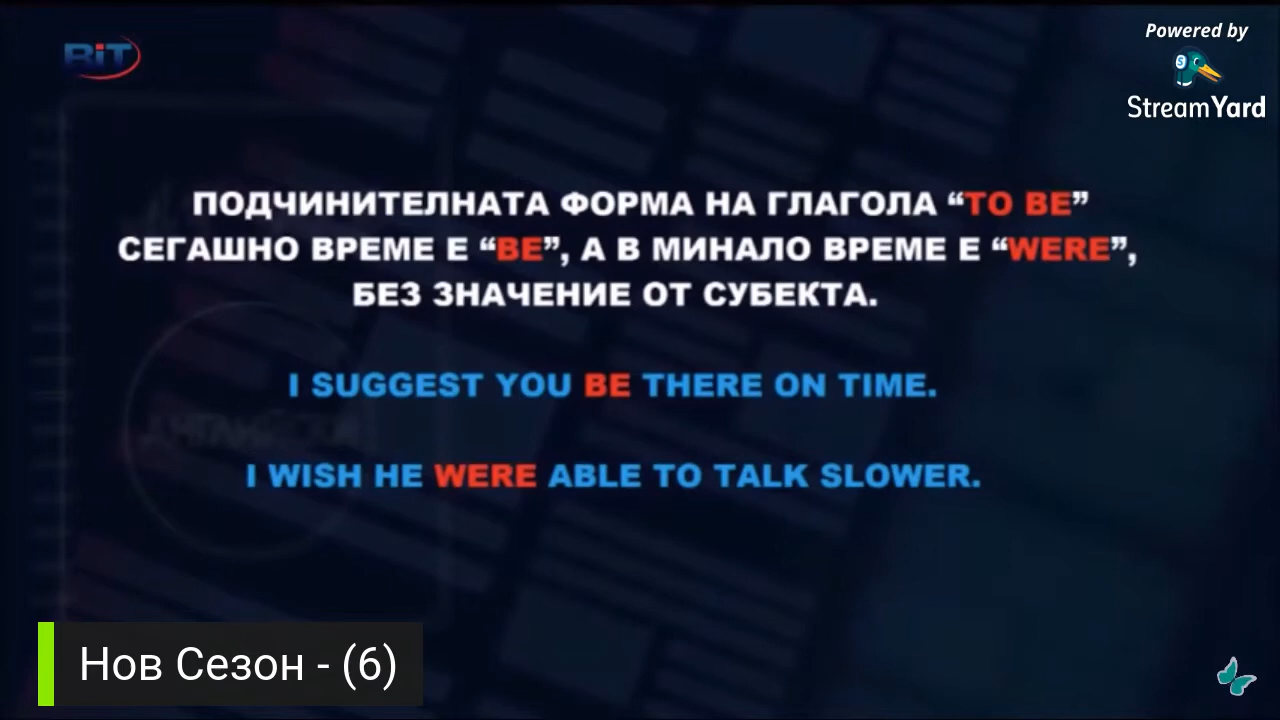 BiT
Powered by
StreamYard
ПОДЧИНИТЕЛНАТА ФОРМА НА ГЛАГОЛА “TO BE”
СЕГАШНО ВРЕМЕ Е “BE”, А В МИНАЛО ВРЕМЕ Е “WERE”,
БЕЗ ЗНАЧЕНИЕ ОТ СУБЕКТА.
I SUGGEST YOU BE THERE ON TIME.
I WISH HE WERE ABLE TO TALK SLOWER.
Нов Сезон - (6)